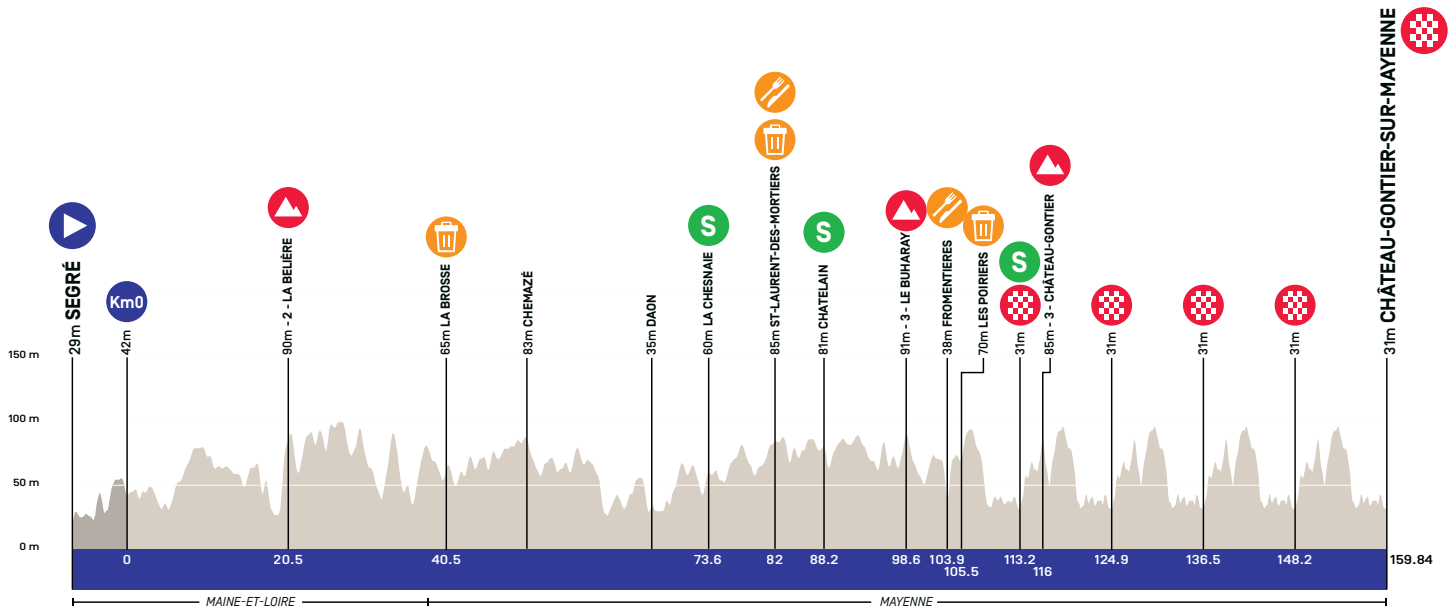 29m SEGRÉ
Km0
42m
90m - 2 - LA BELIÈRE
65m LA BROSSE
83m CHEMAZÉ
35m DAON
S
60m LA CHESNAIE
85m ST-LAURENT-DES-MORTIERS
S
81m CHATELAIN
91m - 3 - LE BUHARAY
38m FROMENTIERES
70m LES POIRIERS
S
31m
85m - 3 - CHÂTEAU-GONTIER
31m
31m
31m
31m CHÂTEAU-GONTIER-SUR-MAYENNE
150 m
100 m
50 m
0 m
0
20.5
40.5
73.6
82
88.2
98.6
103.9
105.5
113.2
116
124.9
136.5
148.2
159.84
MAINE-ET-LOIRE
MAYENNE